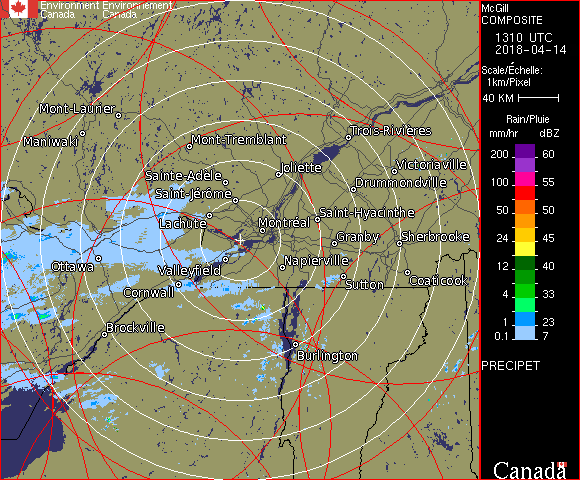 Environment Environnement
Canada Canada
McGill
COMPOSITE
1310 UTC
2018-04-14
Scale/Échelle:
1km/Pixel
40 KM
Rain/Pluie
mm/hr dBZ
200 60
55
100 55
50 50
24 45
12 40
4 33
1 23
0.1 7
PRECIPET
Canada
Mont-Laurier
Maniwaki
Mont-Tremblant
Trois-Rivières
Sainte-Adèle
Joliette
Victoriaville
Saint-Jérôme
Drummondville
Lachute
Montréal
Saint-Hyacinthe
Granby
Sherbrooke
Ottawa
Valleyfield
Napierville
Cornwall
Sutton
Coaticook
Brockville
Burlington